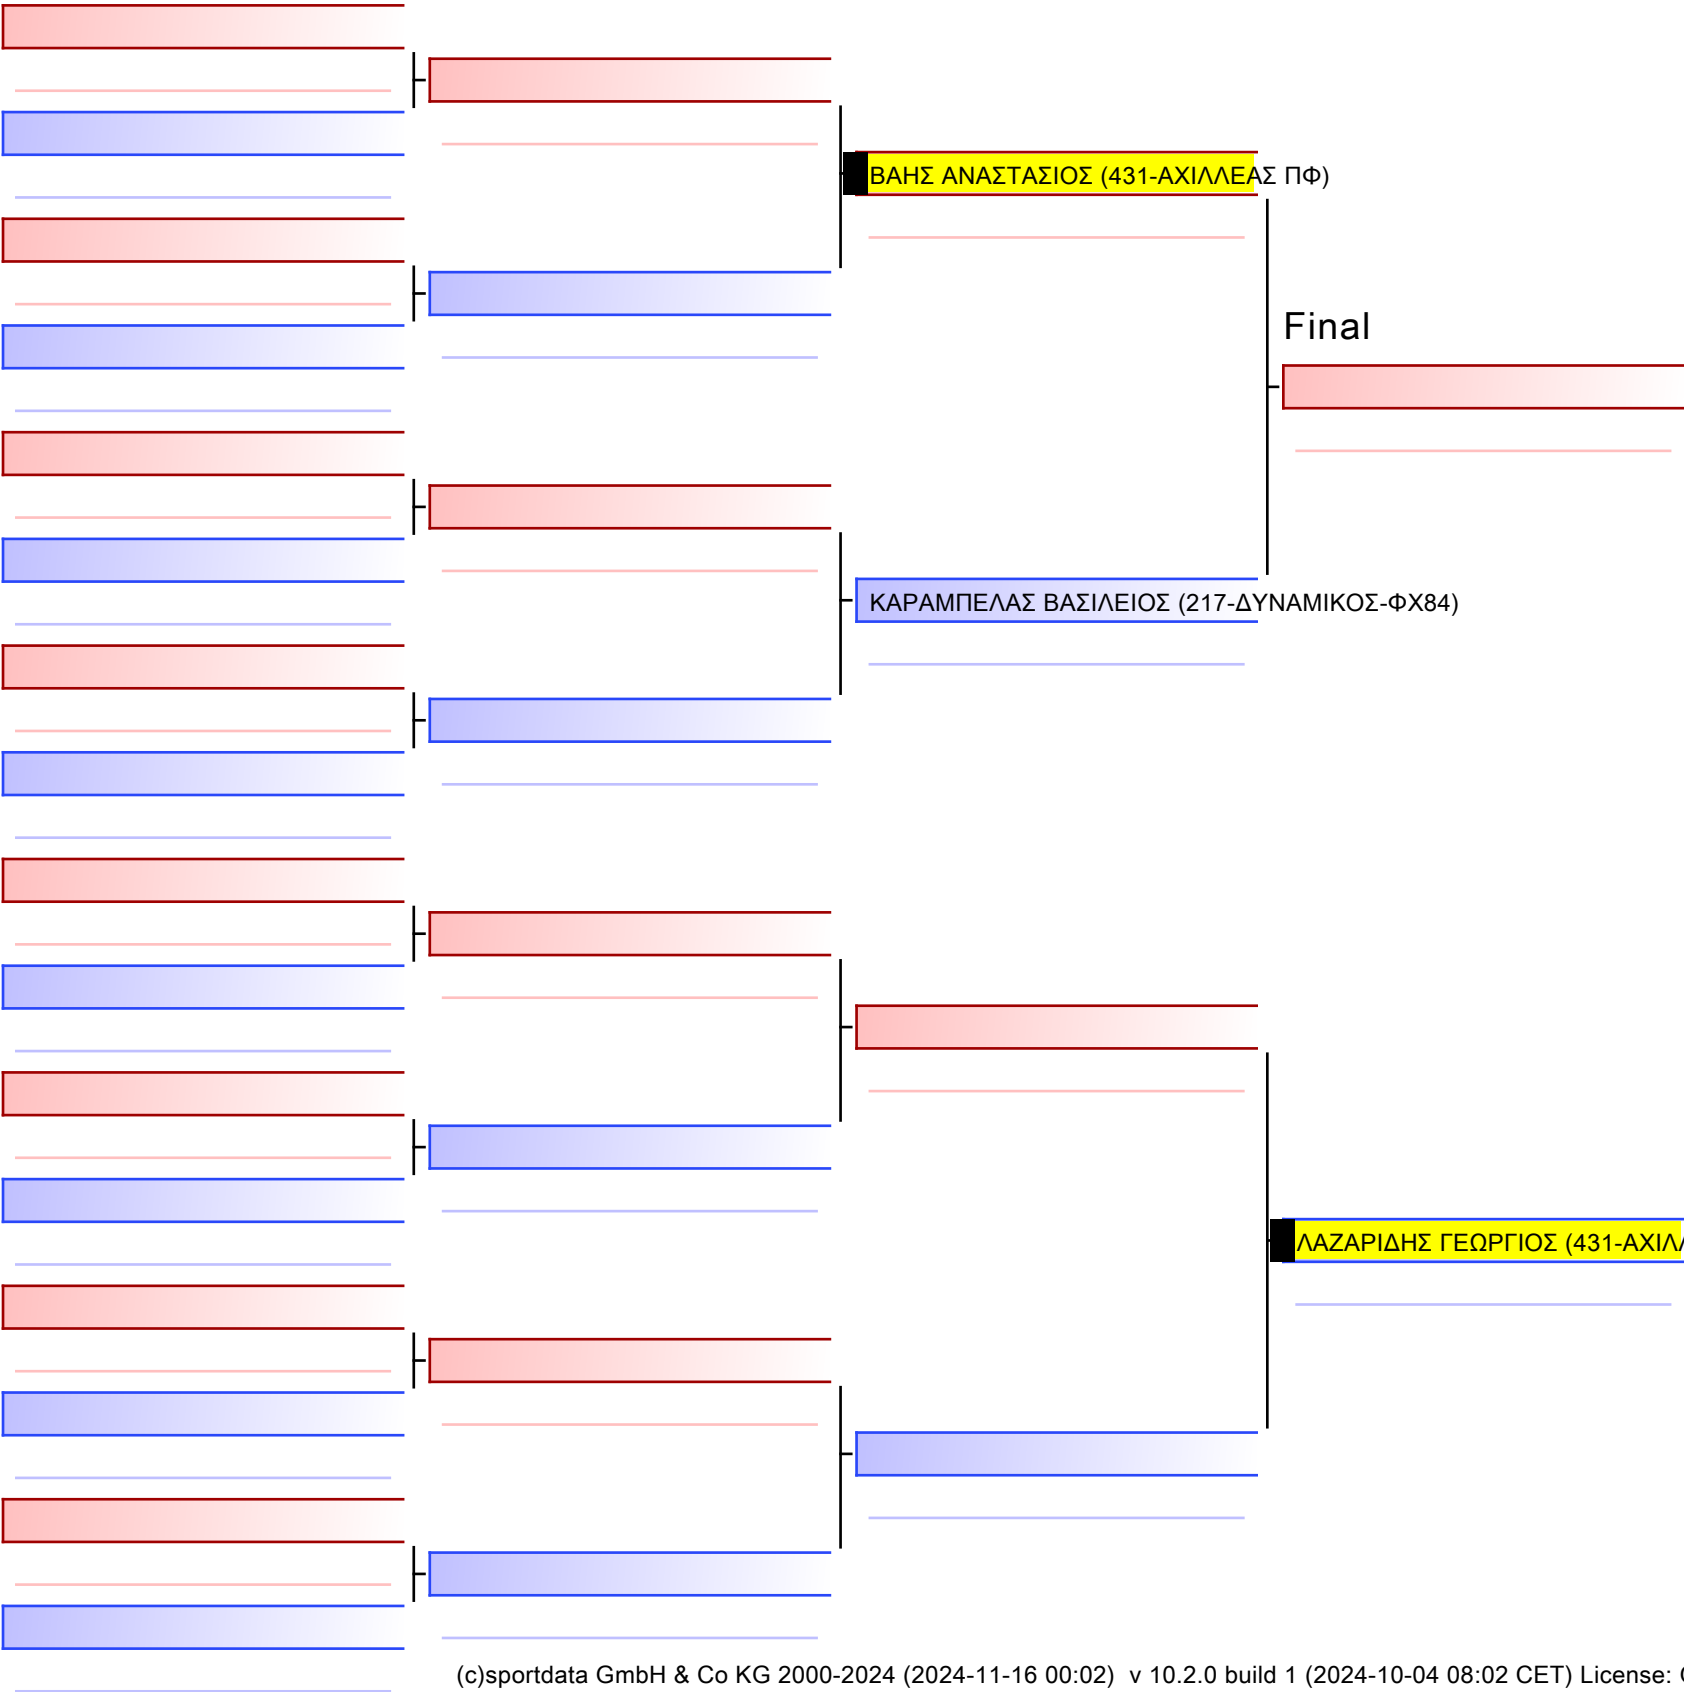 ΒΑΗΣ ΑΝΑΣΤΑΣΙΟΣ (431-ΑΧΙΛΛΕΑΣ ΠΦ)
Final
ΚΑΡΑΜΠΕΛΑΣ ΒΑΣΙΛΕΙΟΣ (217-ΔΥΝΑΜΙΚΟΣ-ΦΧ84)
ΛΑΖΑΡΙΔΗΣ ΓΕΩΡΓΙΟΣ (431-ΑΧΙΛ
(c)sportdata GmbH & Co KG 2000-2024 (2024-11-16 00:02) v 10.2.0 build 1 (2024-10-04 08:02 CET) License: